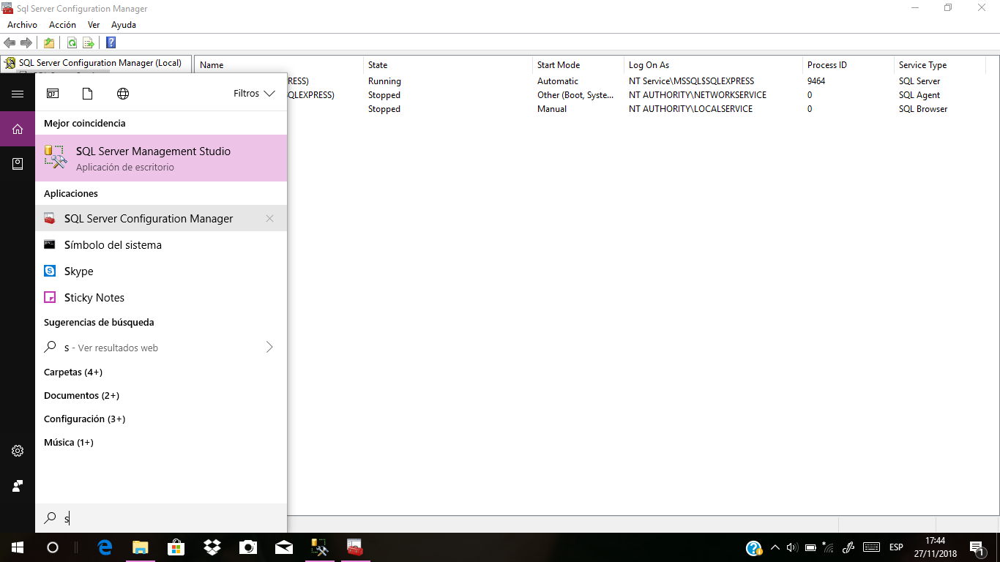 Sql Server Configuration Manager
Archivo Acción Ver Ayuda
SQL Server Configuration Manager (Local)
Name State Start Mode Log On As Process ID Service Type
RESS) Running Automatic NT Service\MSSQL$SQLEXPRESS 9464 SQL Server
QLEXPRESS) Stopped Other (Boot, Syste... NT AUTHORITY\NETWORKSERVICE 0 SQL Agent
Stopped Manual NT AUTHORITY\LOCALSERVICE 0 SQL Browser
Filtros
Mejor coincidencia
SQL Server Management Studio
Aplicación de escritorio
Aplicaciones
SQL Server Configuration Manager
Símbolo del sistema
Skype
Sticky Notes
Sugerencias de búsqueda
s - Ver resultados web
Carpetas (4+)
Documentos (2+)
Configuración (3+)
Música (1+)
s
ESP
17:44
27/11/2018
1